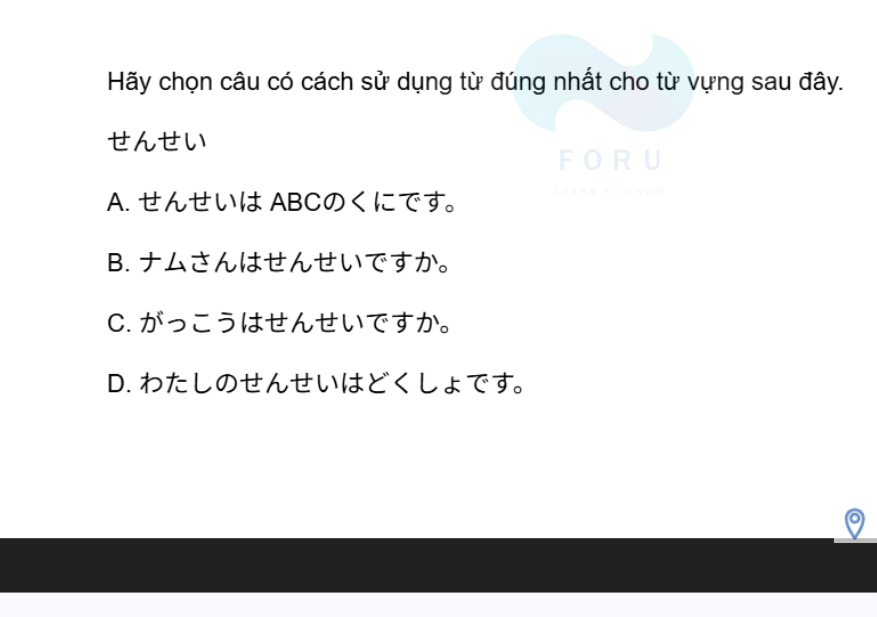 Hãy chọn câu có cách sử dụng từ đúng nhất cho từ vựng sau đây.
せんせい
FORU
LEARN TO KNOW
A. せんせいは ABCのくにです。
B. ナムさんはせんせいですか。
C. がっこうはせんせいですか。
D. わたしのせんせいはどくしょです。